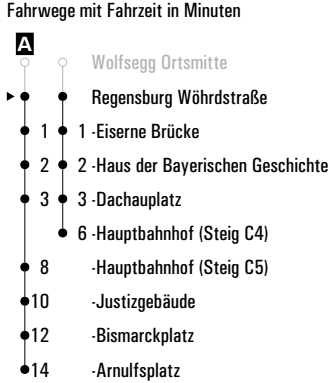 Fahrwege mit Fahrzeit in Minuten
A
Wolfsegg Ortsmitte
Regensburg Wöhrdstraße
1 1 -Eiserne Brücke
2 2 -Haus der Bayerischen Geschichte
3 3 -Dachauplatz
6 -Hauptbahnhof (Steig C4)
8 -Hauptbahnhof (Steig C5)
10 -Justizgebäude
12 -Bismarckplatz
14 -Arnulfsplatz